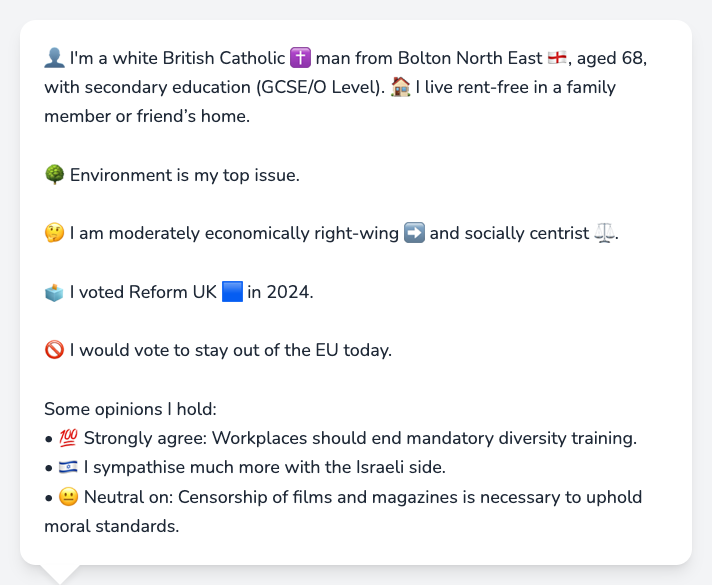 👤 I'm a white British Catholic ✝️ man from Bolton North East 🏴󠁧󠁢󠁥󠁮󠁧󠁿, aged 68,
with secondary education (GCSE/O Level). 🏠 I live rent-free in a family
member or friend’s home.
🌳 Environment is my top issue.
🤔 I am moderately economically right-wing ➡️ and socially centrist ⚖️.
🗳️ I voted Reform UK 🟦 in 2024.
🚫 I would vote to stay out of the EU today.
Some opinions I hold:
• 💯 Strongly agree: Workplaces should end mandatory diversity training.
• 🇮🇱 I sympathise much more with the Israeli side.
• 😐 Neutral on: Censorship of films and magazines is necessary to uphold
moral standards.